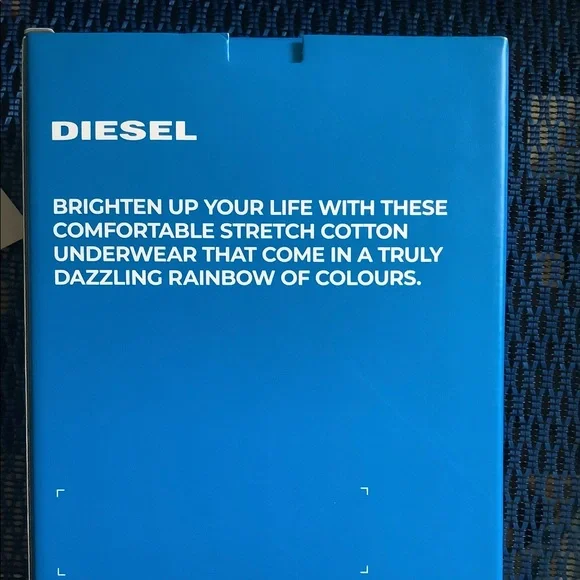 DIESEL
BRIGHTEN UP YOUR LIFE WITH THESE
COMFORTABLE STRETCH COTTON
UNDERWEAR THAT COME IN A TRULY
DAZZLING RAINBOW OF COLOURS.